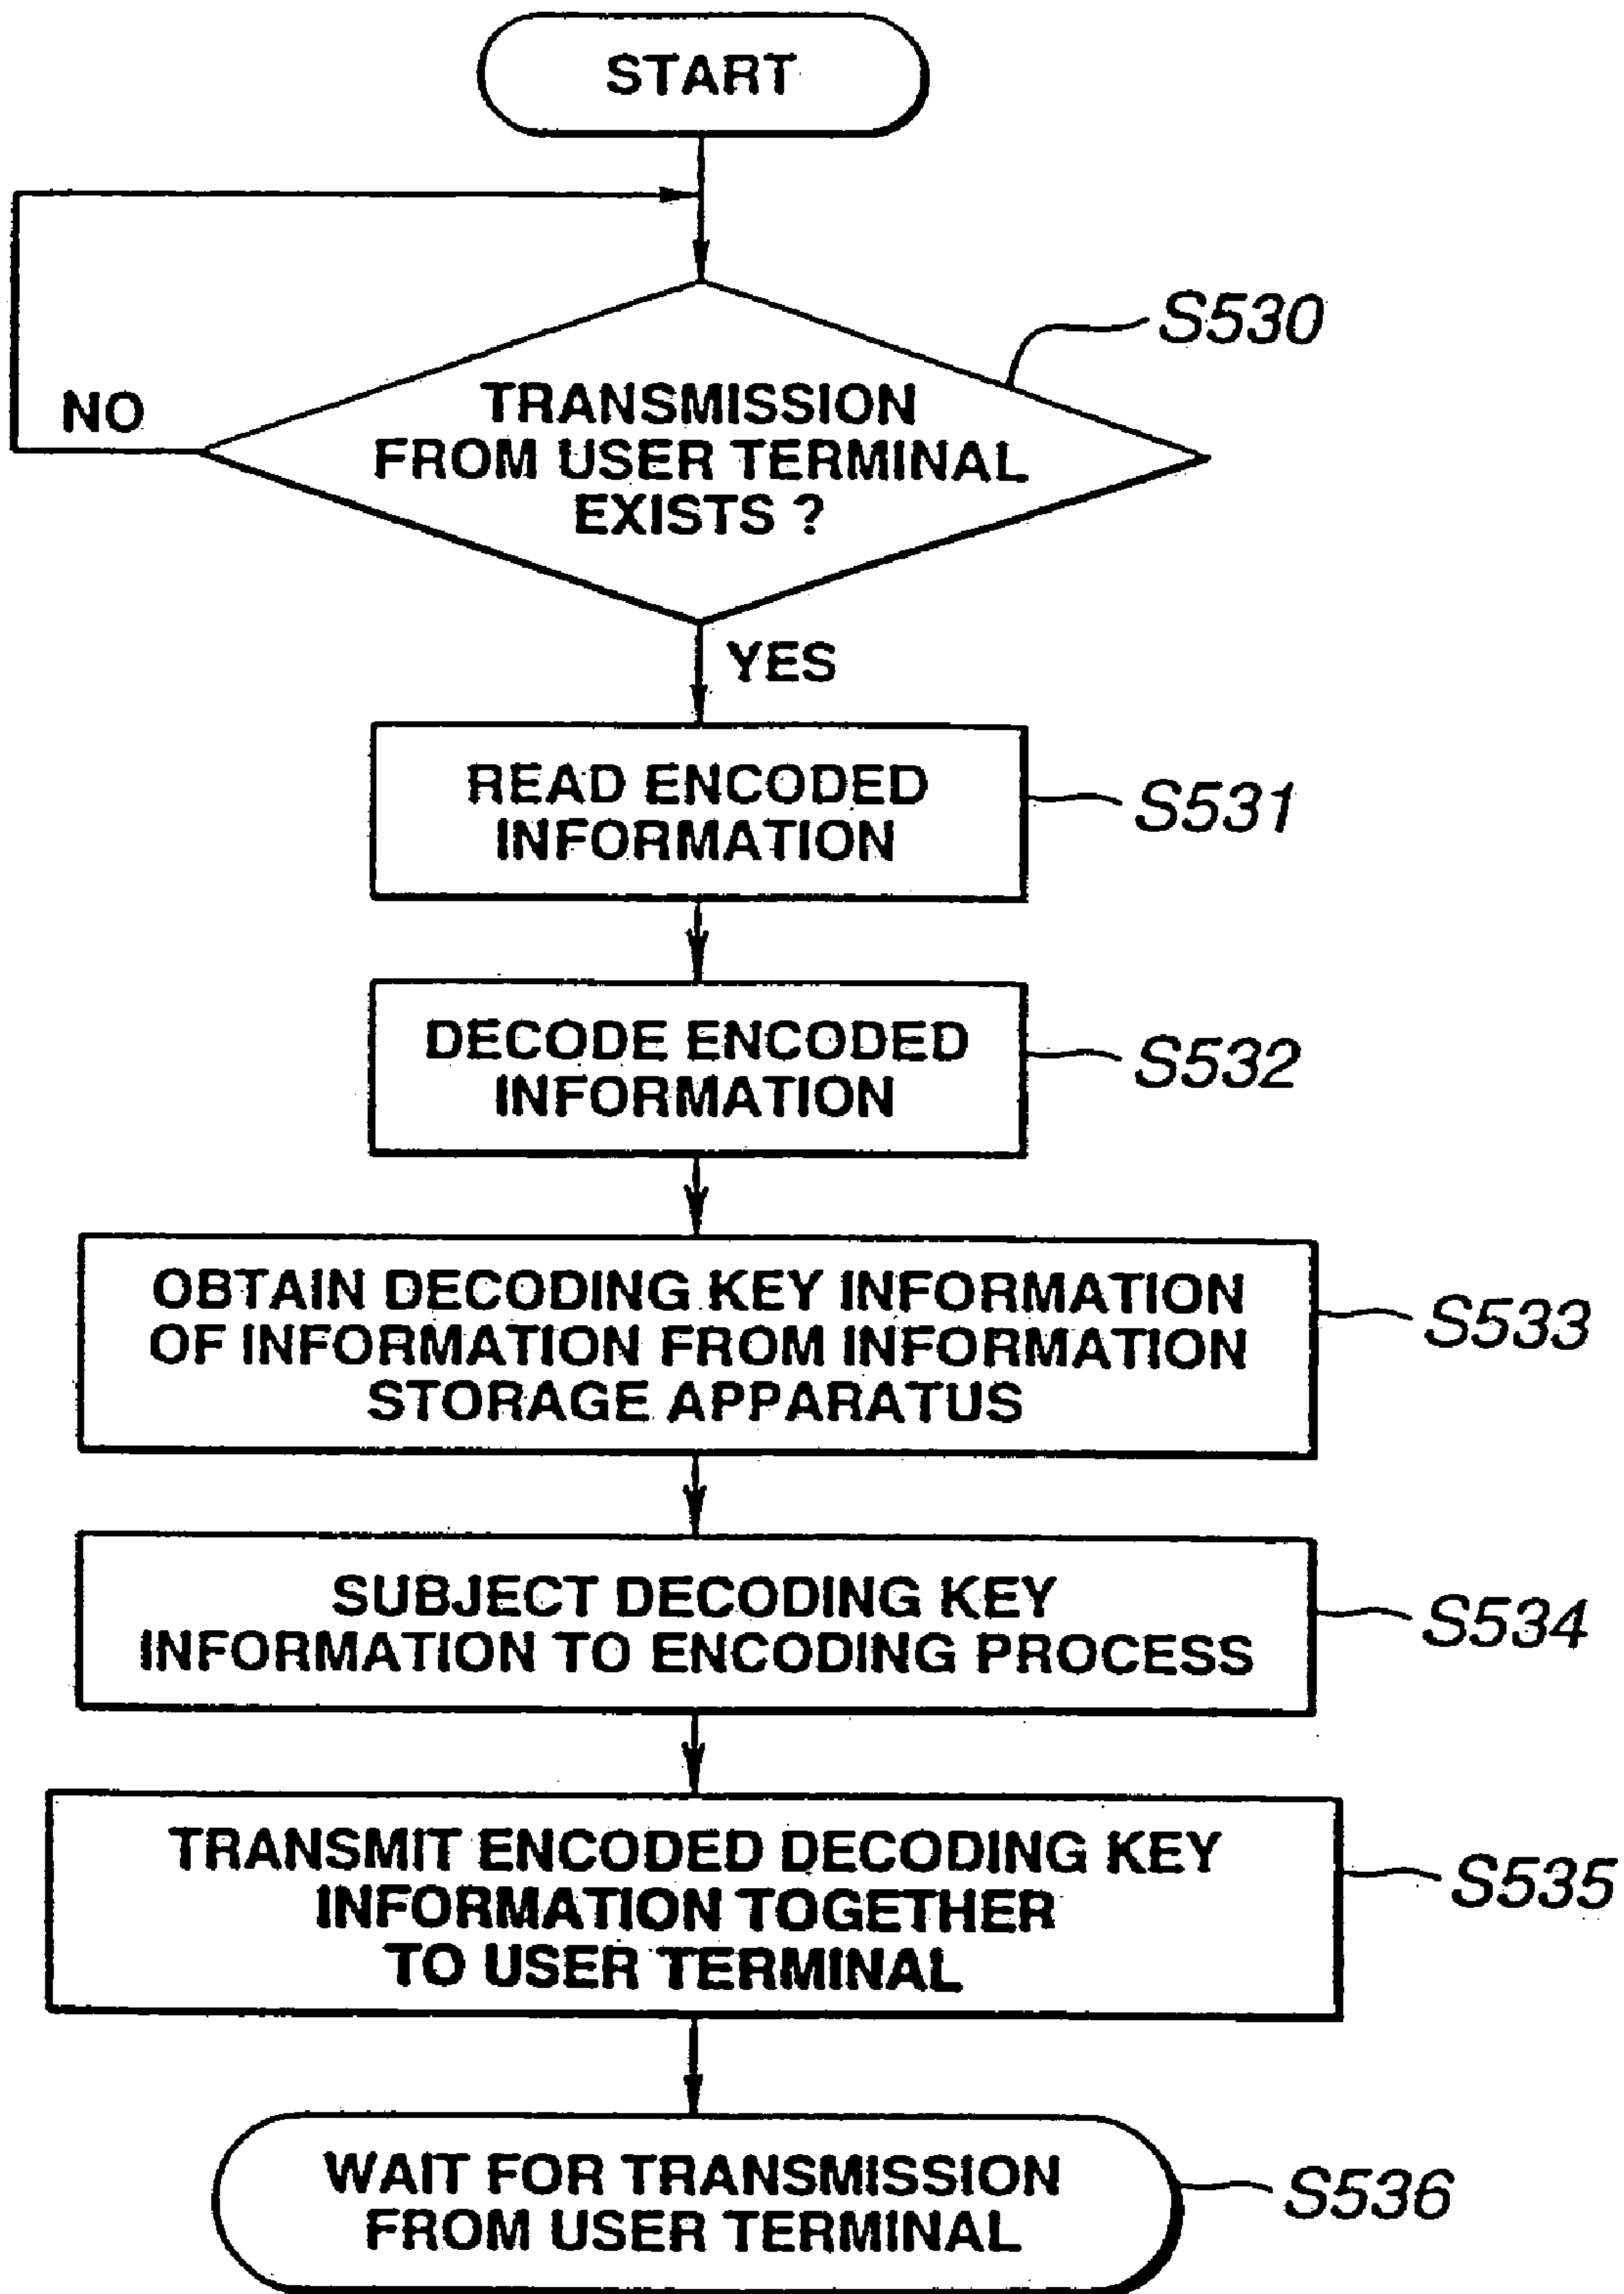 START
S530
NO
TRANSMISSION
FROM USER TERMINAL
EXISTS ?
YES
READ ENCODED
INFORMATION
S531
DECODE ENCODED
INFORMATION
S532
OBTAIN DECODING KEY INFORMATION
OF INFORMATION FROM INFORMATION
STORAGE APPARATUS
S533
SUBJECT DECODING KEY
INFORMATION TO ENCODING PROCESS
S534
TRANSMIT ENCODED DECODING KEY
INFORMATION TOGETHER
TO USER TERMINAL
S535
WAIT FOR TRANSMISSION
FROM USER TERMINAL
S536